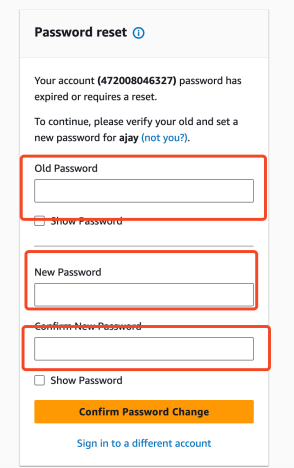 Password reset
Your account (472008046327) password has
expired or requires a reset.
To continue, please verify your old and set a
new password for ajay (not you?).
Old Password
Show Password
New Password
Confirm New Password
Show Password
Confirm Password Change
Sign in to a different account